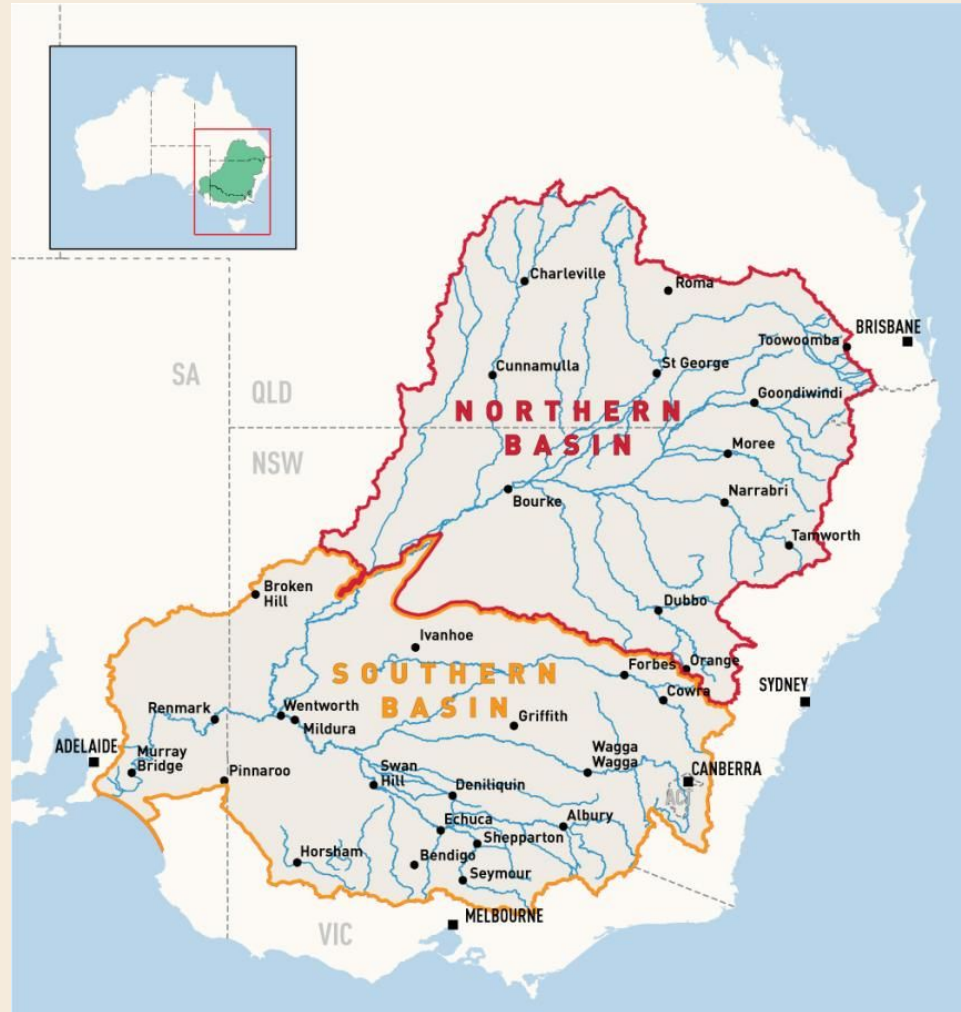 Charleville
Roma
BRISBANE
Toowoomba
St George
Cunnamulla
SA
QLD
Goondiwindi
NORTHERN
BASIN
NSW
Moree
Narrabri
Bourke
Tamworth
Broken
Hill
Dubbo
Ivanhoe
Orange
Forbes
SOUTHERN
BASIN
SYDNEY
Cowra
Renmark
Wentworth
Mildura
Griffith
ADELAIDE
Murray
Bridge
Pinnaroo
Swan
Hill
Wagga
Wagga
CANBERRA
ACT
Deniliquin
Echuca
Albury
Shepparton
Horsham
Bendigo
Seymour
MELBOURNE
VIC